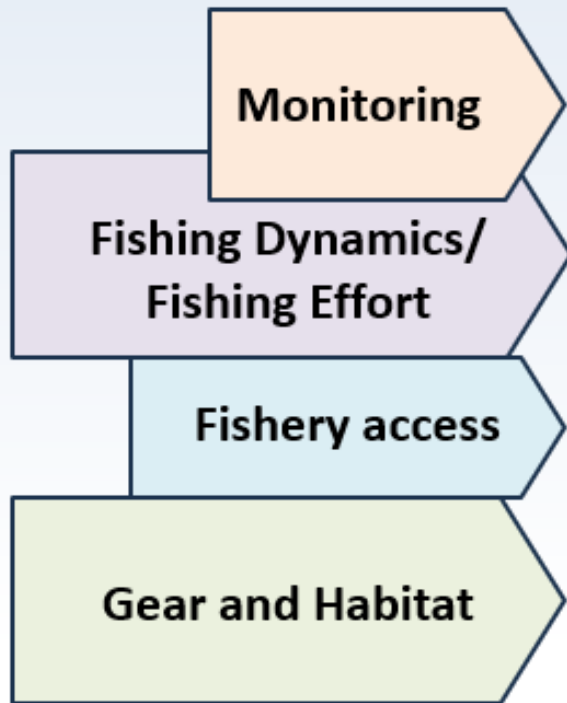 Monitoring
Fishing Dynamics/
Fishing Effort
Fishery access
Gear and Habitat